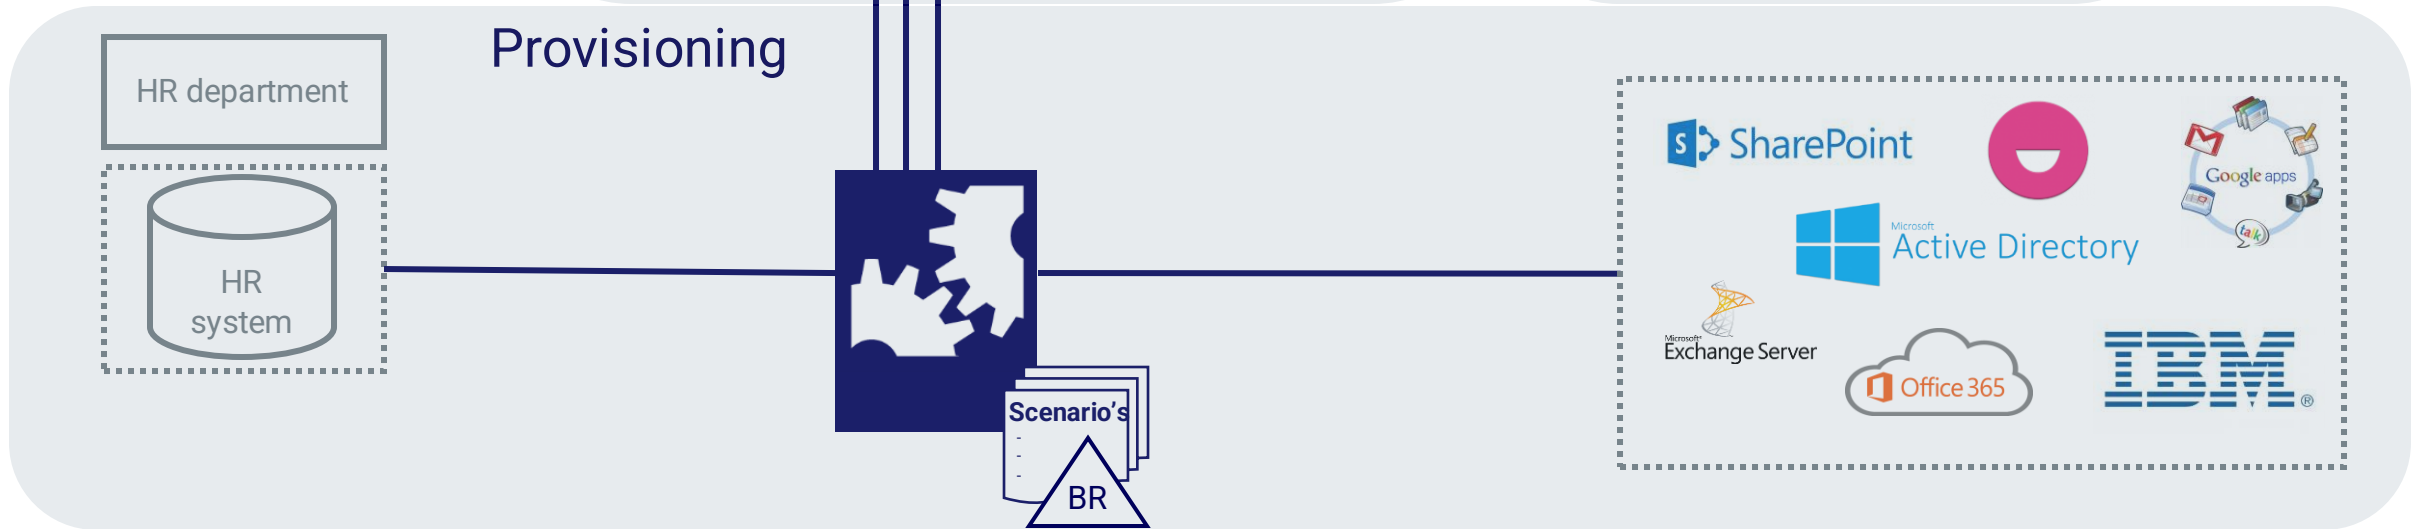 Provisioning
HR department
HR
system
Scenario's
-
-
-
BR
S
SharePoint
Google apps
talk
Microsoft
Active Directory
Microsoft®
Exchange Server
Office 365
IBM®